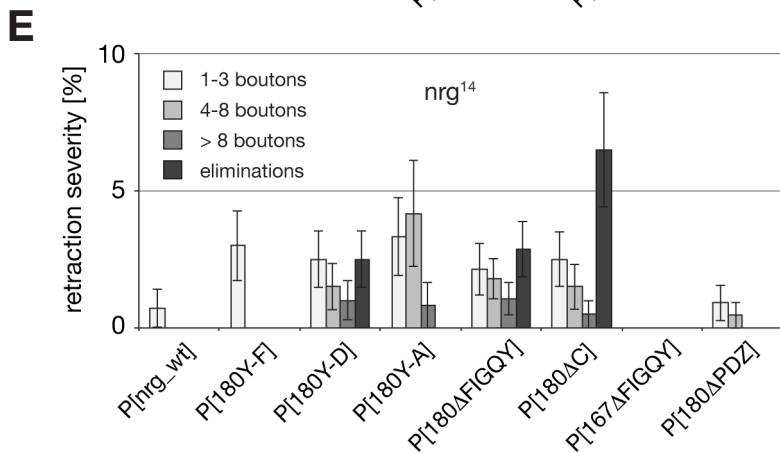 E
retraction severity [%]
10
5
0
1-3 boutons
4-8 boutons
> 8 boutons
eliminations
nrg¹⁴
P[nrg_wt]
P[180Y-F]
P[180Y-D]
P[180Y-A]
P[180ΔFIGQY]
P[180ΔC]
P[167ΔFIGQY]
P[180ΔPDZ]